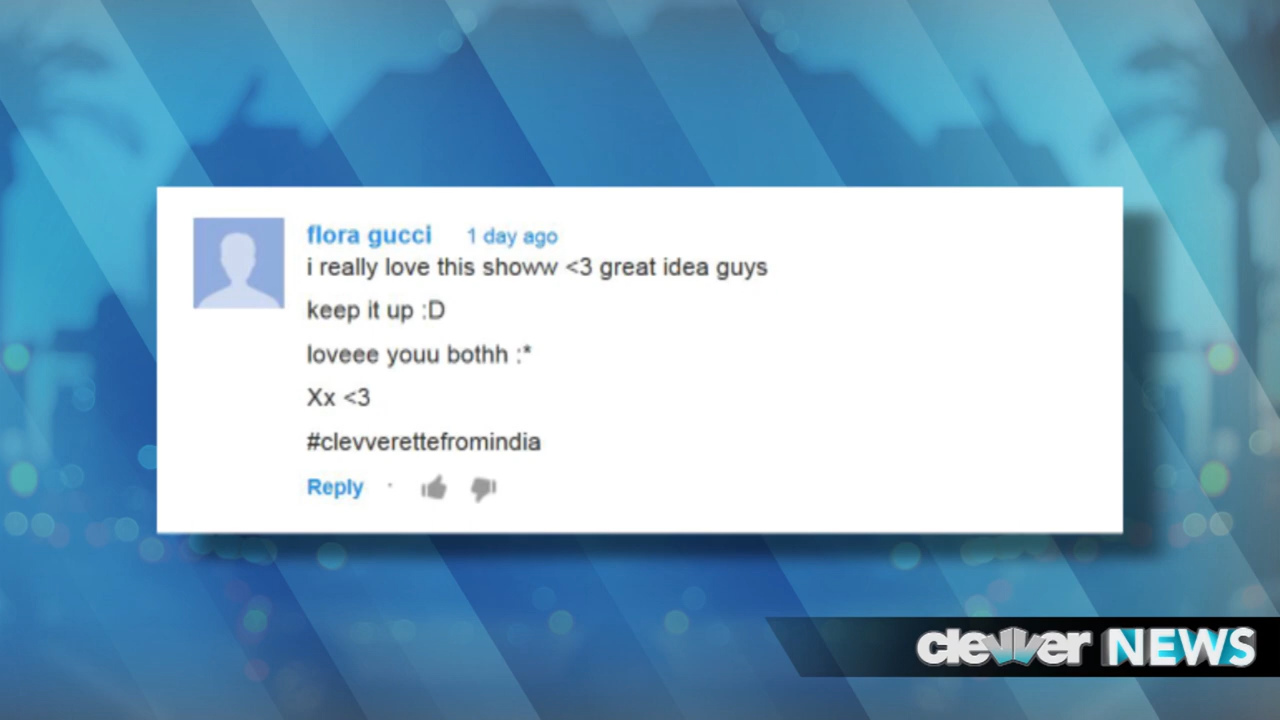 flora gucci 1 day ago
i really love this showw <3 great idea guys
keep it up :D
loveee youu bothh :*
Xx <3
#clevverettefromindia
Reply ·
clevver NEWS